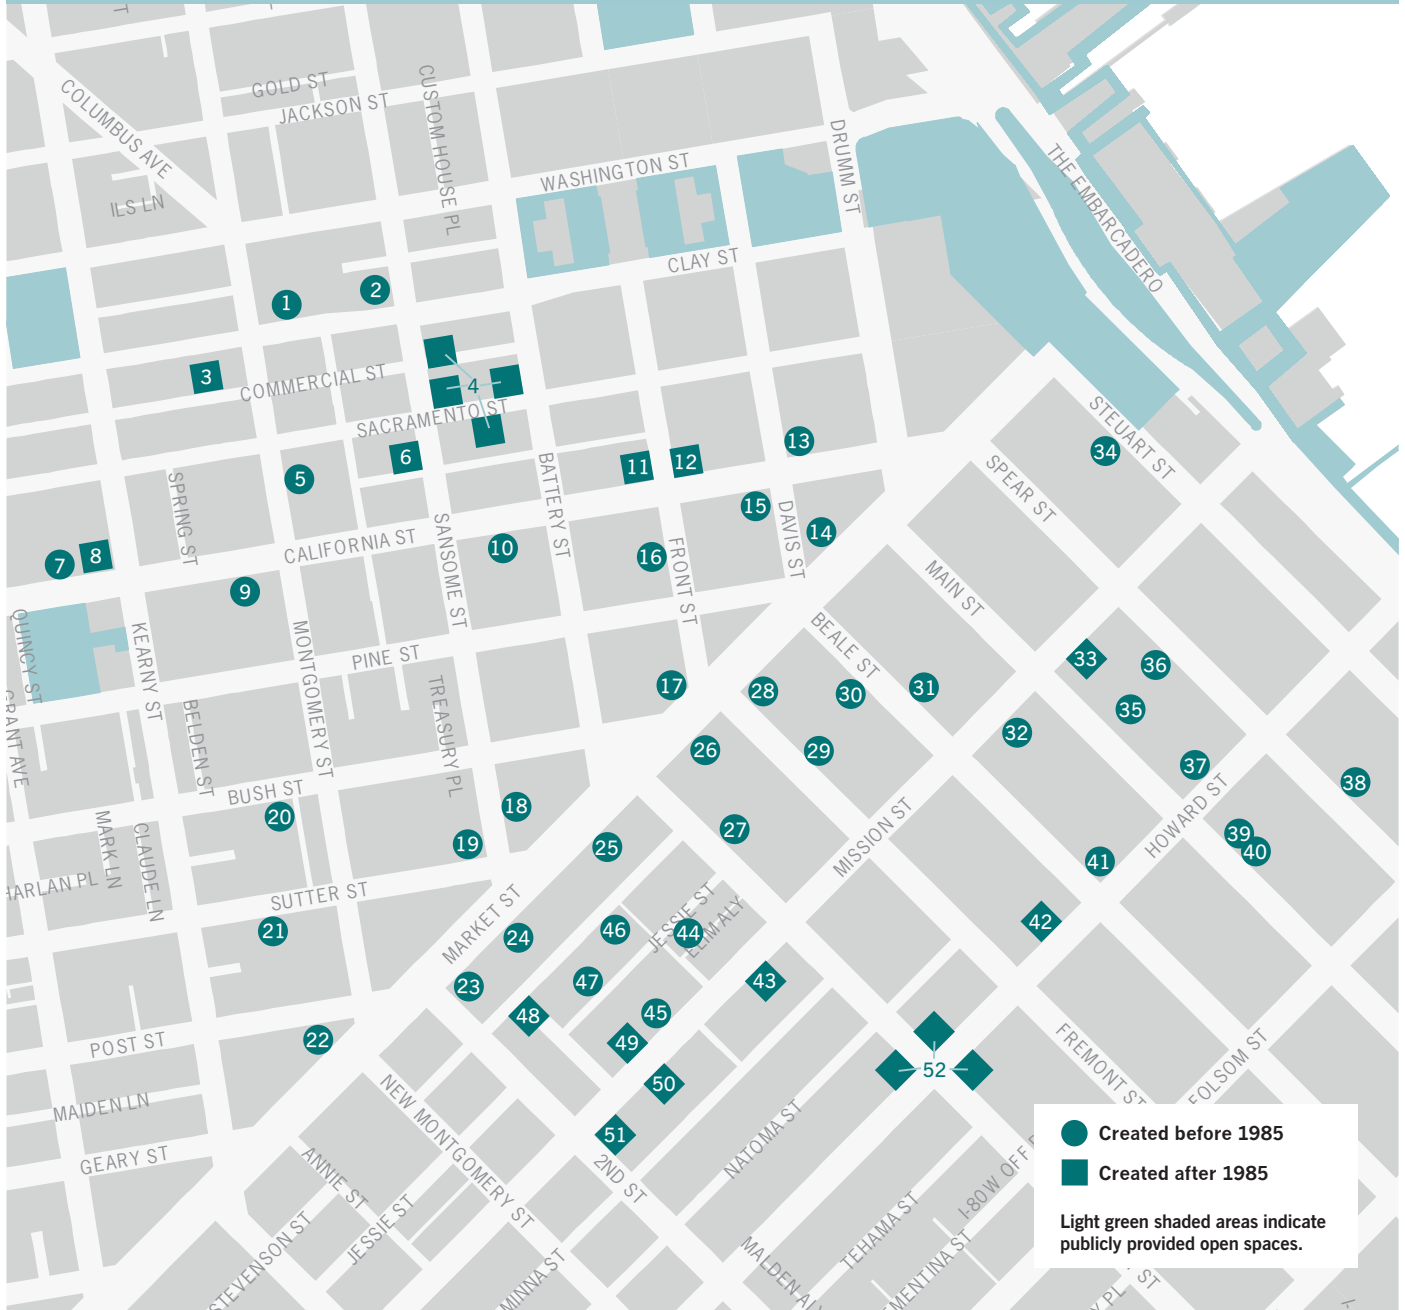 GOLD ST
JACKSON ST
COLUMBUS AVE
CUSTOM HOUSE PL
ILS LN
WASHINGTON ST
DRUMM ST
THE EMBARCADERO
CLAY ST
1
2
3
COMMERCIAL ST
4
SACRAMENTO ST
5
6
SPRING ST
BATTERY ST
11
12
13
34
STEUART ST
SPEAR ST
7
8
CALIFORNIA ST
SANSOME ST
10
15
DAVIS ST
14
16
FRONT ST
9
MAIN ST
QUINCY ST
KEARNY ST
MONTGOMERY ST
PINE ST
BEALE ST
33
36
GRANT AVE
BELDEN ST
TREASURY PL
17
28
30
31
35
32
26
29
37
38
BUSH ST
20
18
MARK LN
CLAUDE LN
19
25
27
MISSION ST
HOWARD ST
39
40
41
HARLAN PL
SUTTER ST
21
MARKET ST
24
46
JESSIE ST
44
ELIM ALY
42
23
47
43
48
45
POST ST
22
49
52
FREMONT ST
FOLSOM ST
50
MAIDEN LN
NEW MONTGOMERY ST
51
NATOMA ST
GEARY ST
ANNIE ST
2ND ST
JESSIE ST
TEHAMA ST
I-80 W OFF
STEVENSON ST
MINNA ST
MALDEN ALY
EMENTINA ST
Y PL
ST
Created before 1985
Created after 1985
Light green shaded areas indicate
publicly provided open spaces.